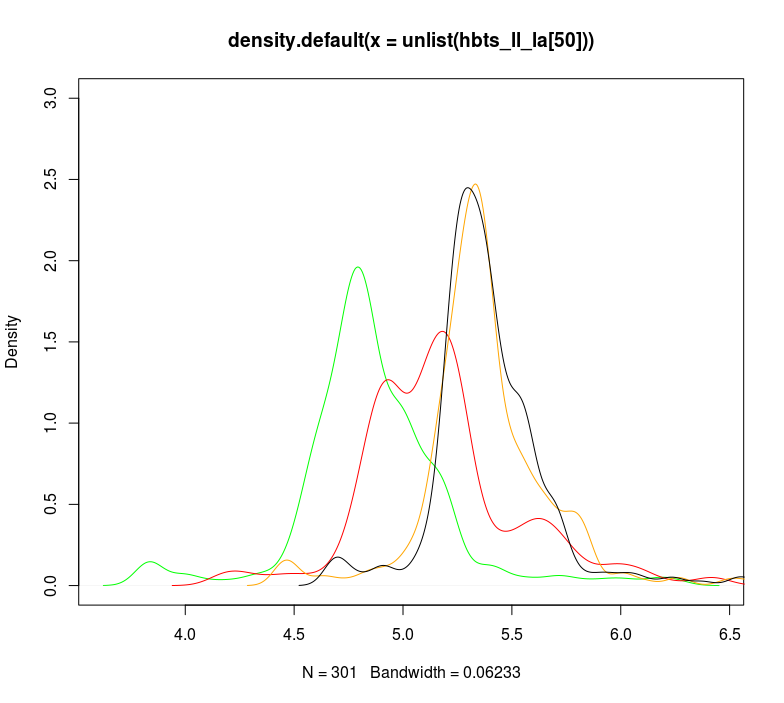 density.default(x = unlist(hbts_ll_la[50]))
Density
3.0
2.5
2.0
1.5
1.0
0.5
0.0
4.0 4.5 5.0 5.5 6.0 6.5
N = 301 Bandwidth = 0.06233